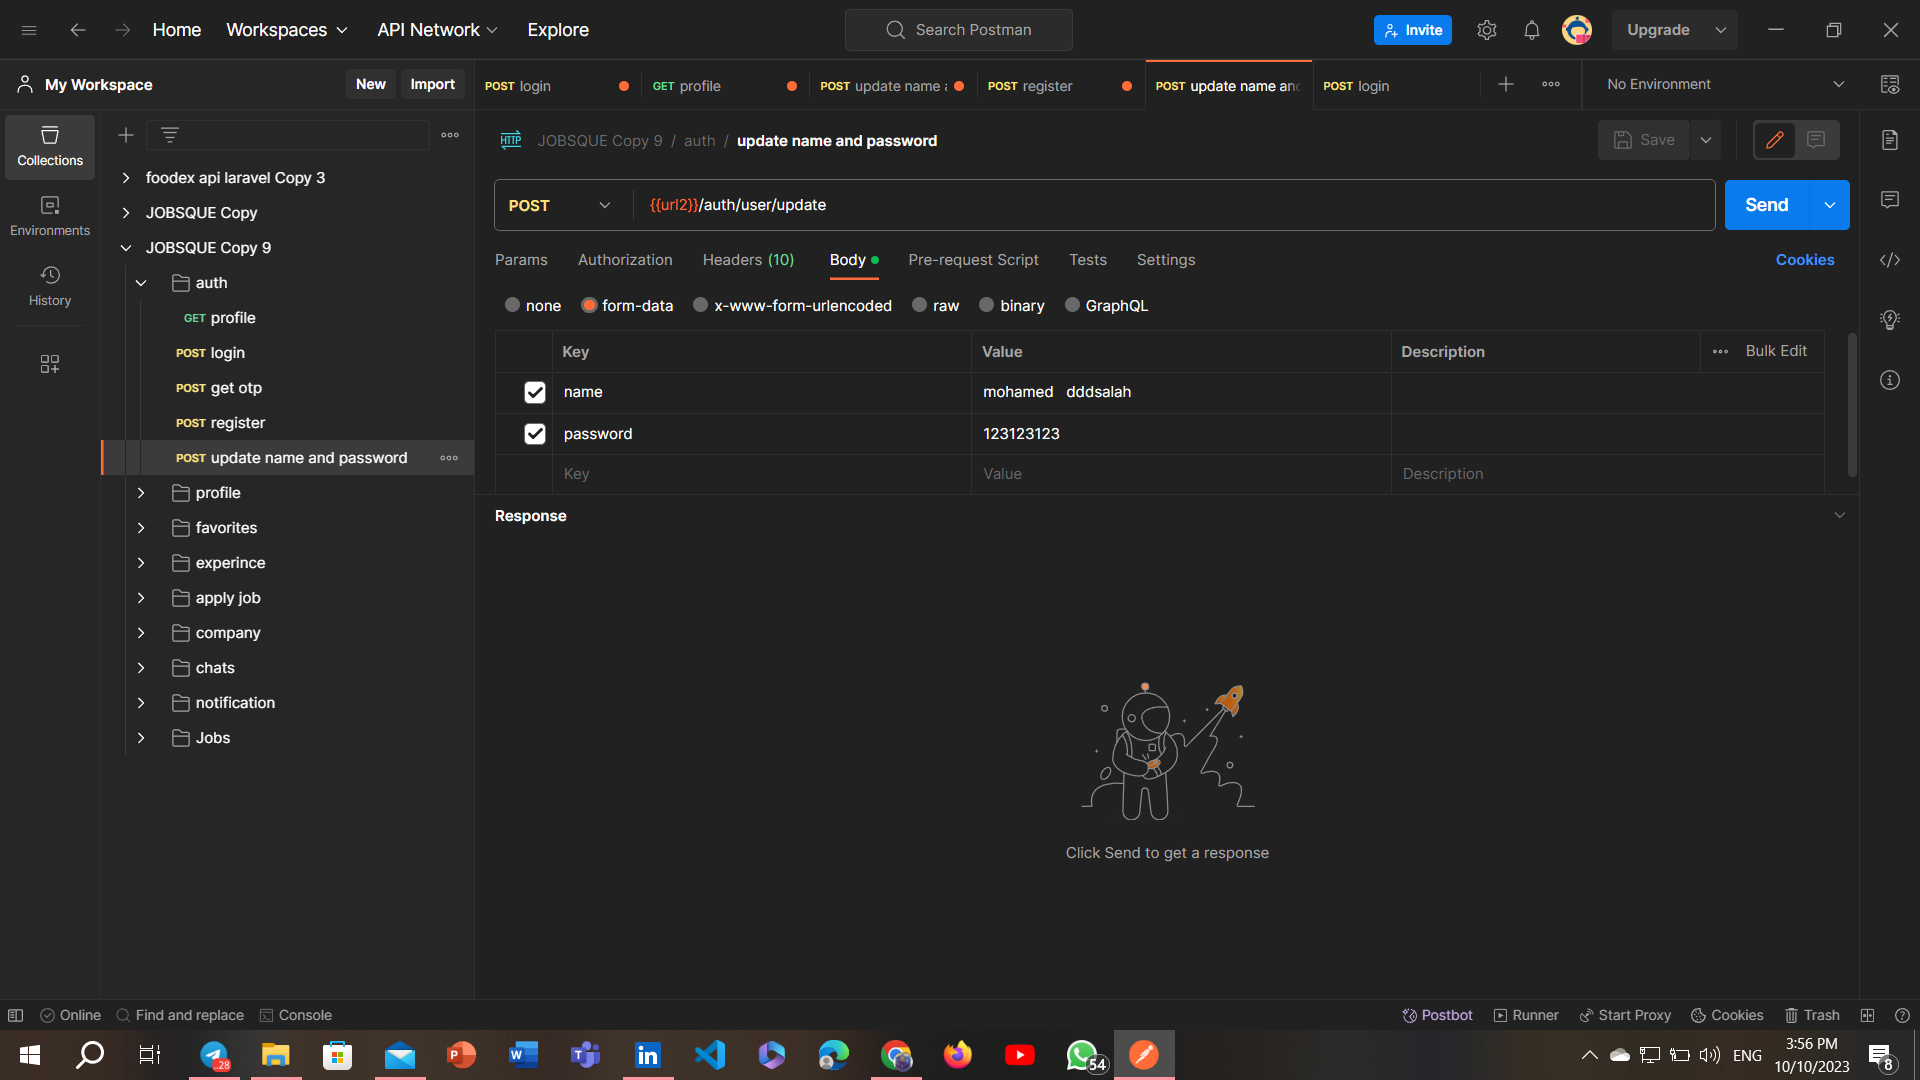 Home Workspaces API Network Explore
Search Postman
Invite Upgrade
My Workspace New Import
POST login GET profile POST update name POST register POST update name and POST login
No Environment
Collections
Environments
History
foodex api laravel Copy 3
JOBSQUE Copy
JOBSQUE Copy 9
auth
GET profile
POST login
POST get otp
POST register
POST update name and password
profile
favorites
experince
apply job
company
chats
notification
Jobs
HTTP JOBSQUE Copy 9 / auth / update name and password
Save
POST {{url2}}/auth/user/update
Send
Params Authorization Headers (10) Body Pre-request Script Tests Settings Cookies
none form-data x-www-form-urlencoded raw binary GraphQL
Key Value Description Bulk Edit
name mohamed dddsalah
password 123123123
Key Value Description
Response
Click Send to get a response
Online Find and replace Console
Postbot Runner Start Proxy Cookies Trash
..28
54
ENG
3:56 PM
10/10/2023
8